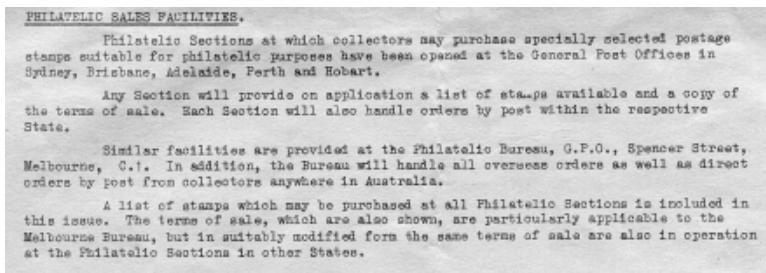 PHILATELIC SALES FACILITIES.
Philatelic Sections at which collectors may purchase specially selected postage
stamps suitable for philatelic purposes have been opened at the General Post Offices in
Sydney, Brisbane, Adelaide, Perth and Hobart.
Any Section will provide on application a list of stamps available and a copy of
the terms of sale. Each Section will also handle orders by post within the respective
State.
Similar facilities are provided at the Philatelic Bureau, G.P.O., Spencer Street,
Melbourne, C.1. In addition, the Bureau will handle all overseas orders as well as direct
orders by post from collectors anywhere in Australia.
A list of stamps which may be purchased at all Philatelic Sections is included in
this issue. The terms of sale, which are also shown, are particularly applicable to the
Melbourne Bureau, but in suitably modified form the same terms of sale are also in operation
at the Philatelic Sections in other States.